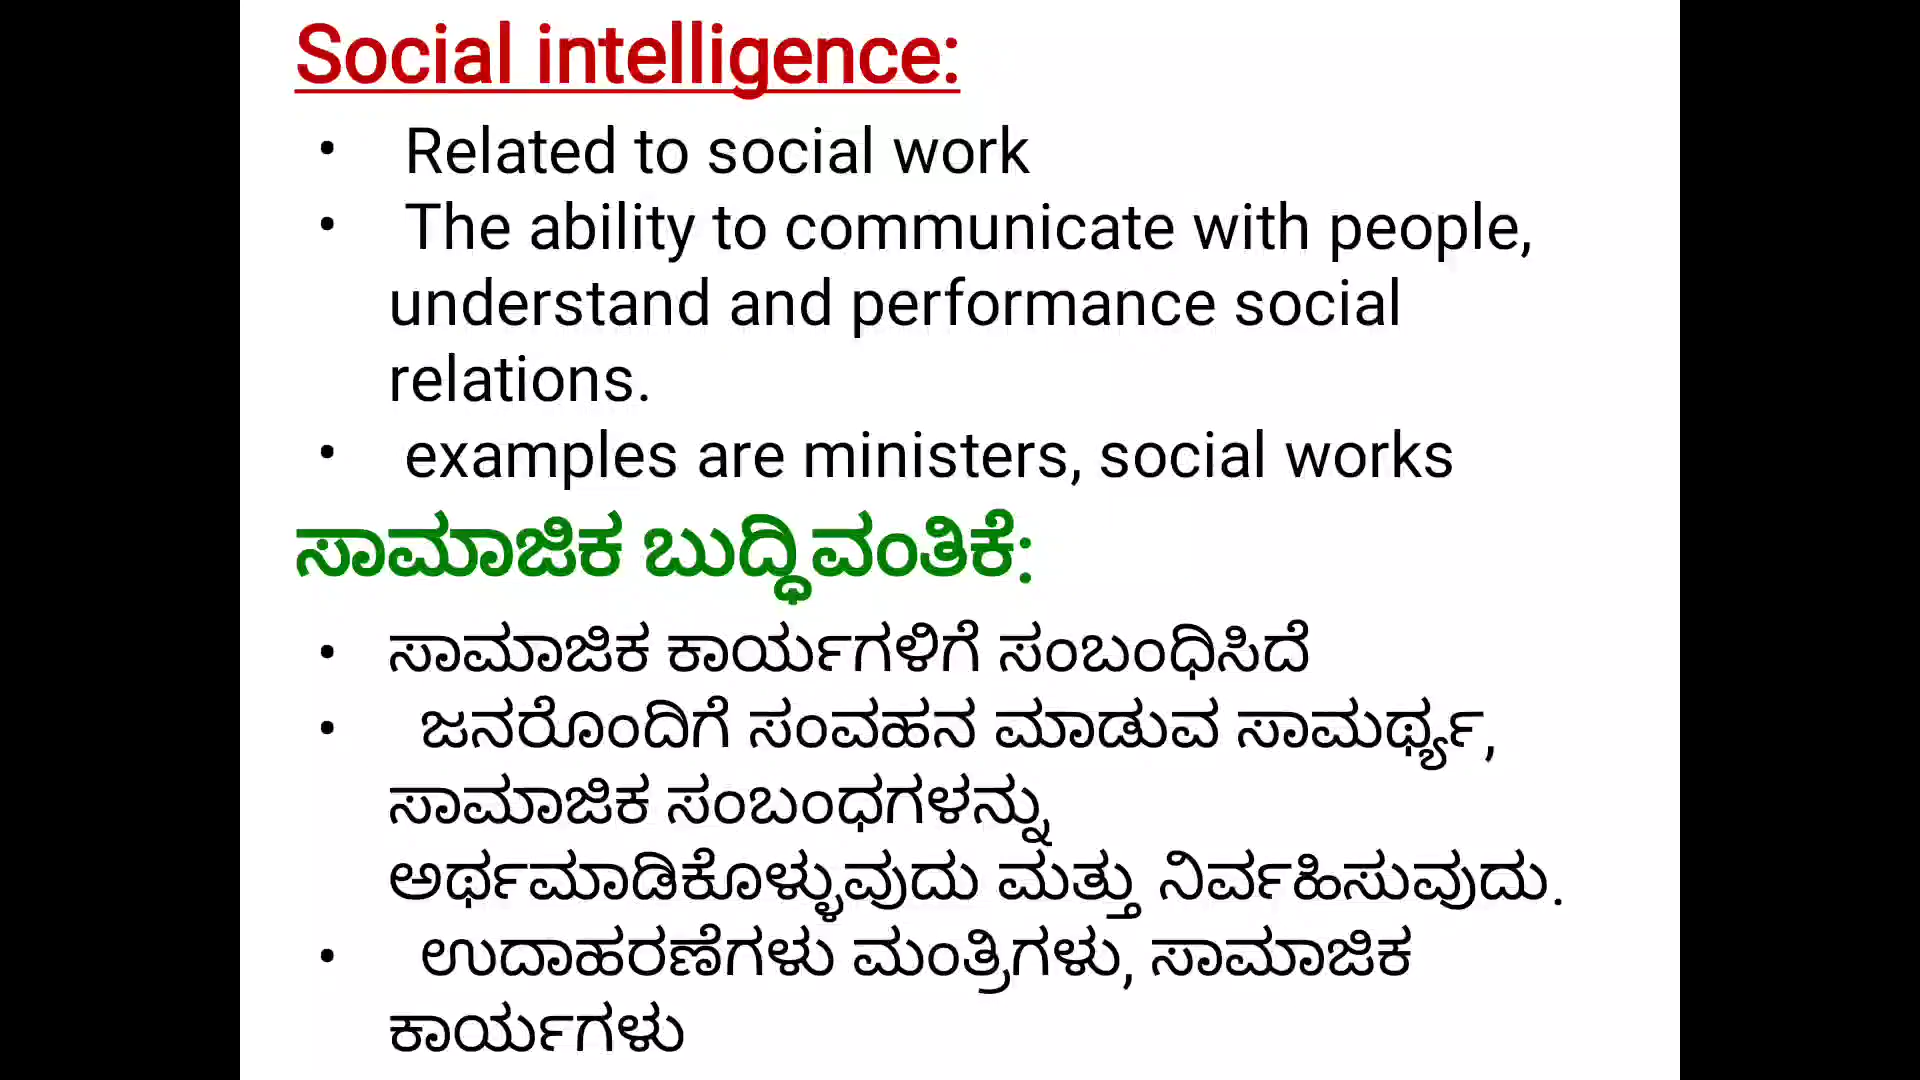 Social intelligence:
• Related to social work
• The ability to communicate with people,
understand and performance social
relations.
• examples are ministers, social works
ಸಾಮಾಜಿಕ ಬುದ್ಧಿವಂತಿಕೆ:
• ಸಾಮಾಜಿಕ ಕಾರ್ಯಗಳಿಗೆ ಸಂಬಂಧಿಸಿದೆ
• ಜನರೊಂದಿಗೆ ಸಂವಹನ ಮಾಡುವ ಸಾಮರ್ಥ್ಯ,
ಸಾಮಾಜಿಕ ಸಂಬಂಧಗಳನ್ನು
ಅರ್ಥಮಾಡಿಕೊಳ್ಳುವುದು ಮತ್ತು ನಿರ್ವಹಿಸುವುದು.
• ಉದಾಹರಣೆಗಳು ಮಂತ್ರಿಗಳು, ಸಾಮಾಜಿಕ
ಕಾರ್ಯಗಳು